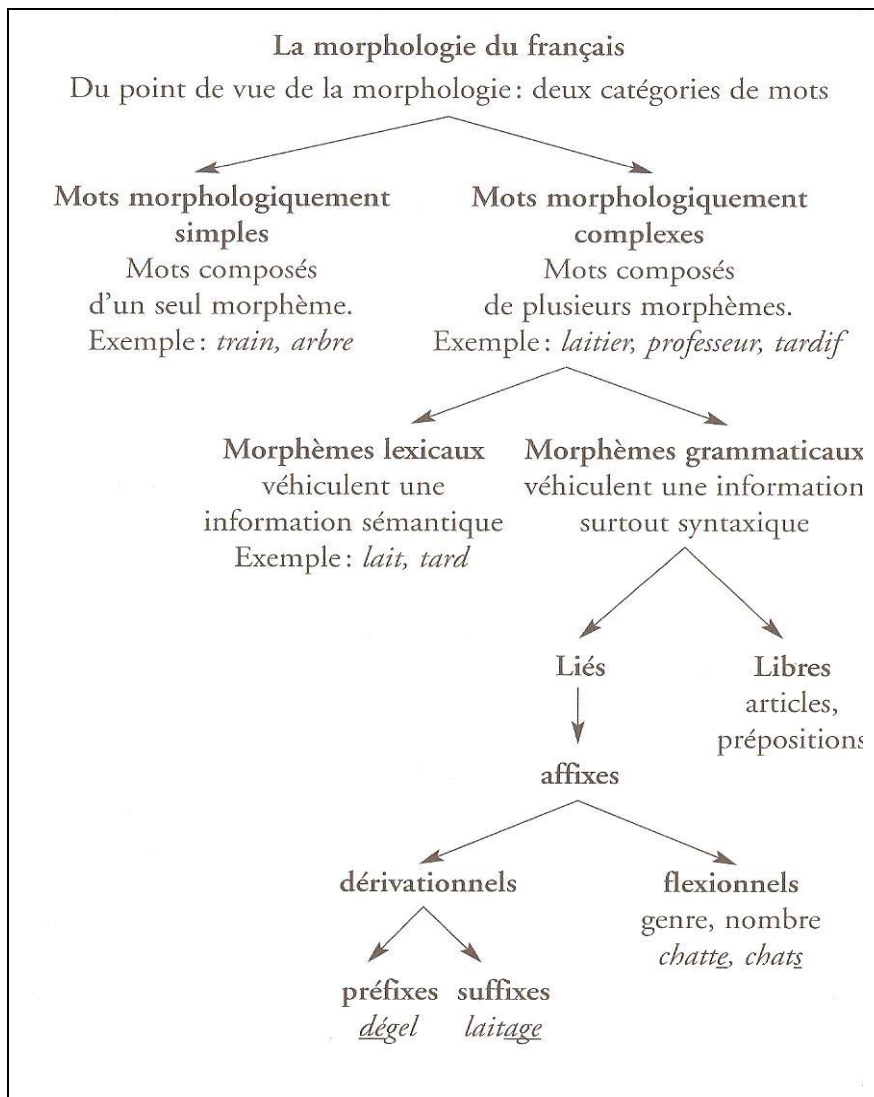 La morphologie du français
Du point de vue de la morphologie : deux catégories de mots
Mots morphologiquement
simples
Mots composés
d'un seul morphème.
Exemple : train, arbre
Mots morphologiquement
complexes
Mots composés
de plusieurs morphèmes.
Exemple : laitier, professeur, tardif
Morphèmes lexicaux
véhiculent une
information sémantique
Exemple : lait, tard
Morphèmes grammaticaux
véhiculent une information
surtout syntaxique
Liés
Libres
articles,
prépositions
affixes
dérivationnels
flexionnels
genre, nombre
chatte, chats
préfixes
dégel
suffixes
laitage